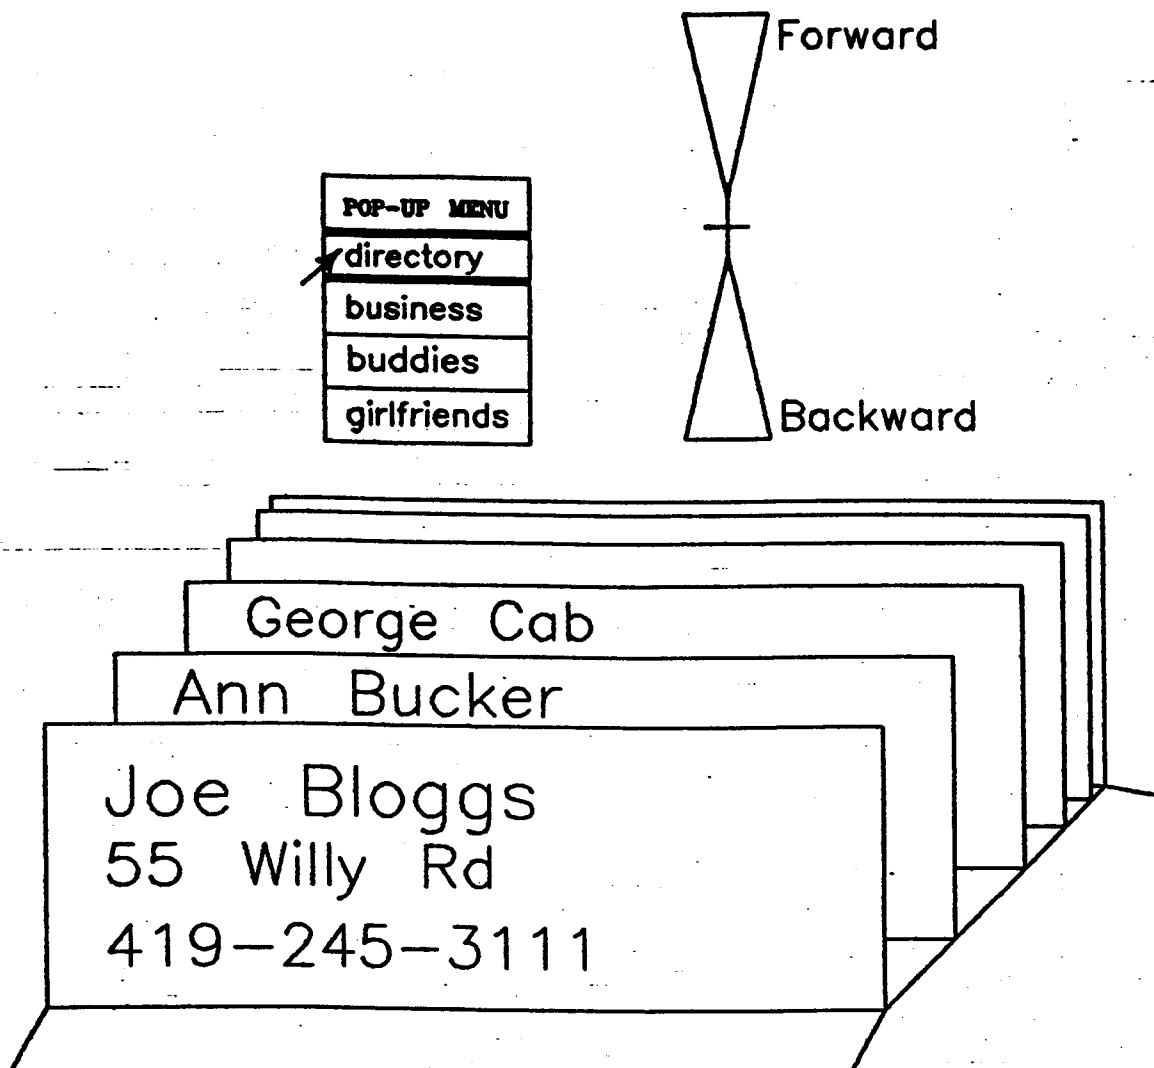 Forward
POP-UP MENU
directory
business
buddies
girlfriends
Backward
George Cab
Ann Bucker
Joe Bloggs
55 Willy Rd
419-245-3111